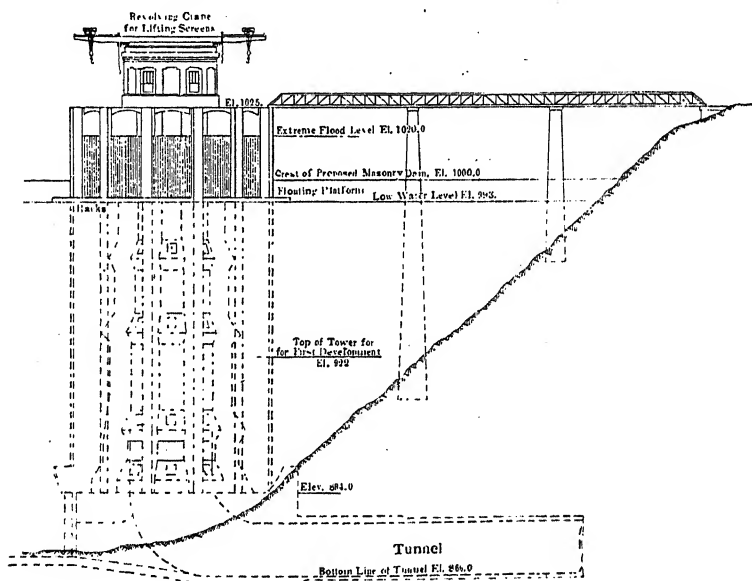 Revolving Crane
for Lifting Screens
El. 1025.
Extreme Flood Level El. 1020.0
Crest of Proposed Masonry Dam, El. 1000.0
Floating Platform
Low Water Level El. 993.
Racks
Top of Tower for
for First Development
El. 922
Elev. 884.0
Tunnel
Bottom Line of Tunnel El.